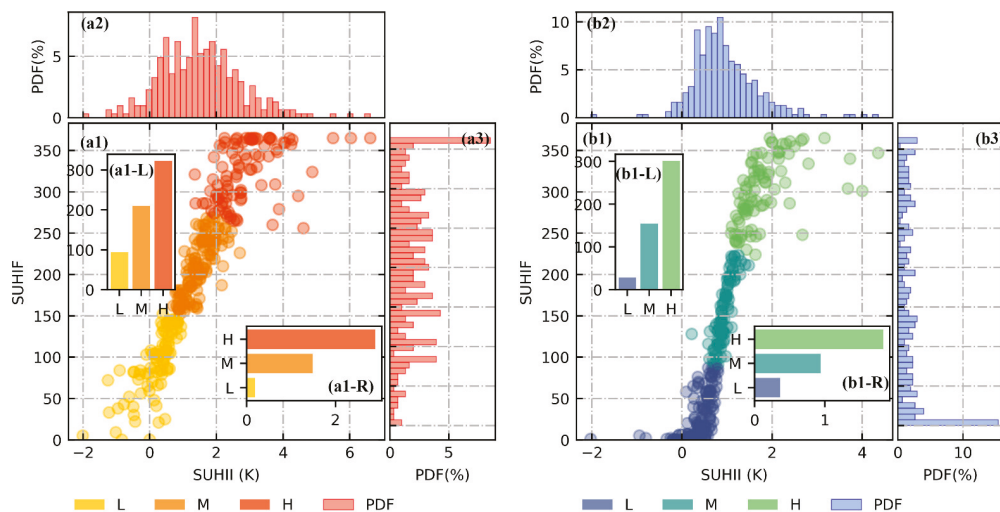 (a2)
PDF(%)
5
0
(b2)
PDF(%)
10
5
0
(a1)
(a1-L)
SUHIF
350
300
250
200
150
100
50
0
300
200
100
0
L M H
H
M
L
(a1-R)
0 2
−2 0 2 4 6
SUHII (K)
(a3)
5
PDF(%)
(b1)
(b1-L)
SUHIF
350
300
250
200
150
100
50
0
300
200
100
0
L M H
H
M
L
(b1-R)
0 1
−2 0 2 4
SUHII (K)
(b3
0 10
PDF(%)
L M H PDF
L M H PDF